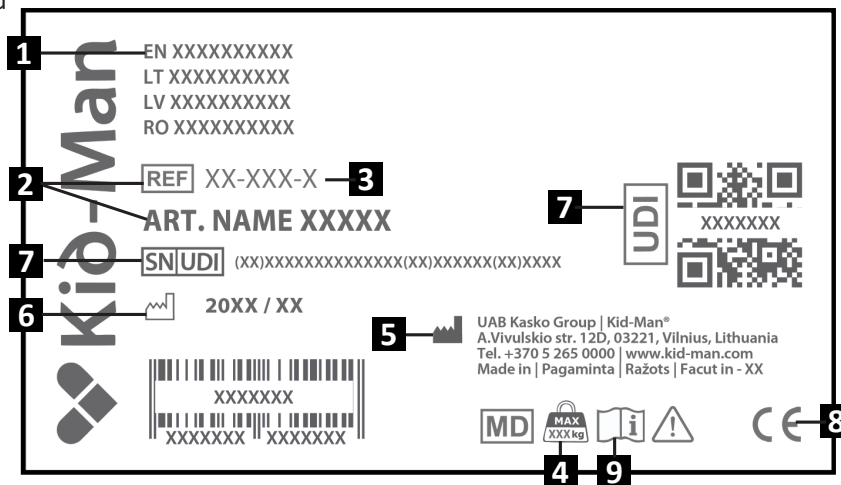 1
EN XXXXXXXXXX
LT XXXXXXXXXX
LV XXXXXXXXXX
RO XXXXXXXXXX
Kid-Man
2
REF XX-XXX-X
3
ART. NAME XXXXX
7
SN UDI (XX)XXXXXXXXXXXXXX(XX)XXXXXX(XX)XXXX
6
20XX / XX
XXXXXXX
XXXXXXX XXXXXXX
7
UDI
XXXXXXX
5
UAB Kasko Group | Kid-Man®
A.Vivulskio str. 12D, 03221, Vilnius, Lithuania
Tel. +370 5 265 0000 | www.kid-man.com
Made in | Pagaminta | Ražots | Facut in - XX
MD
MAX
XXX kg
i
!
CE
8
4
9